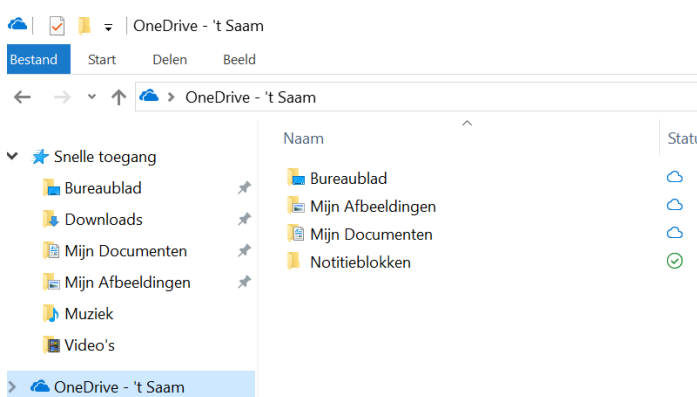 OneDrive - 't Saam
Bestand Start Delen Beeld
OneDrive - 't Saam
Naam Statu
Snelle toegang
Bureaublad
Downloads
Mijn Documenten
Mijn Afbeeldingen
Muziek
Video's
OneDrive - 't Saam
Bureaublad
Mijn Afbeeldingen
Mijn Documenten
Notitieblokken